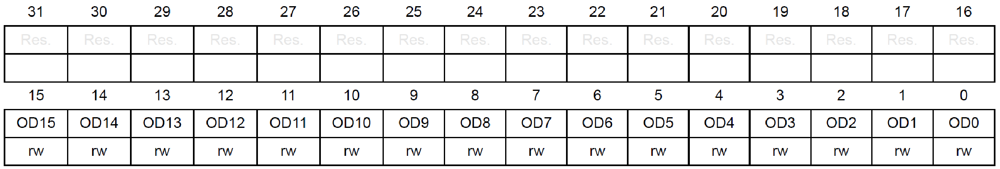 31 30 29 28 27 26 25 24 23 22 21 20 19 18 17 16
Res. Res. Res. Res. Res. Res. Res. Res. Res. Res. Res. Res. Res. Res. Res. Res.
15 14 13 12 11 10 9 8 7 6 5 4 3 2 1 0
OD15 OD14 OD13 OD12 OD11 OD10 OD9 OD8 OD7 OD6 OD5 OD4 OD3 OD2 OD1 OD0
rw rw rw rw rw rw rw rw rw rw rw rw rw rw rw rw